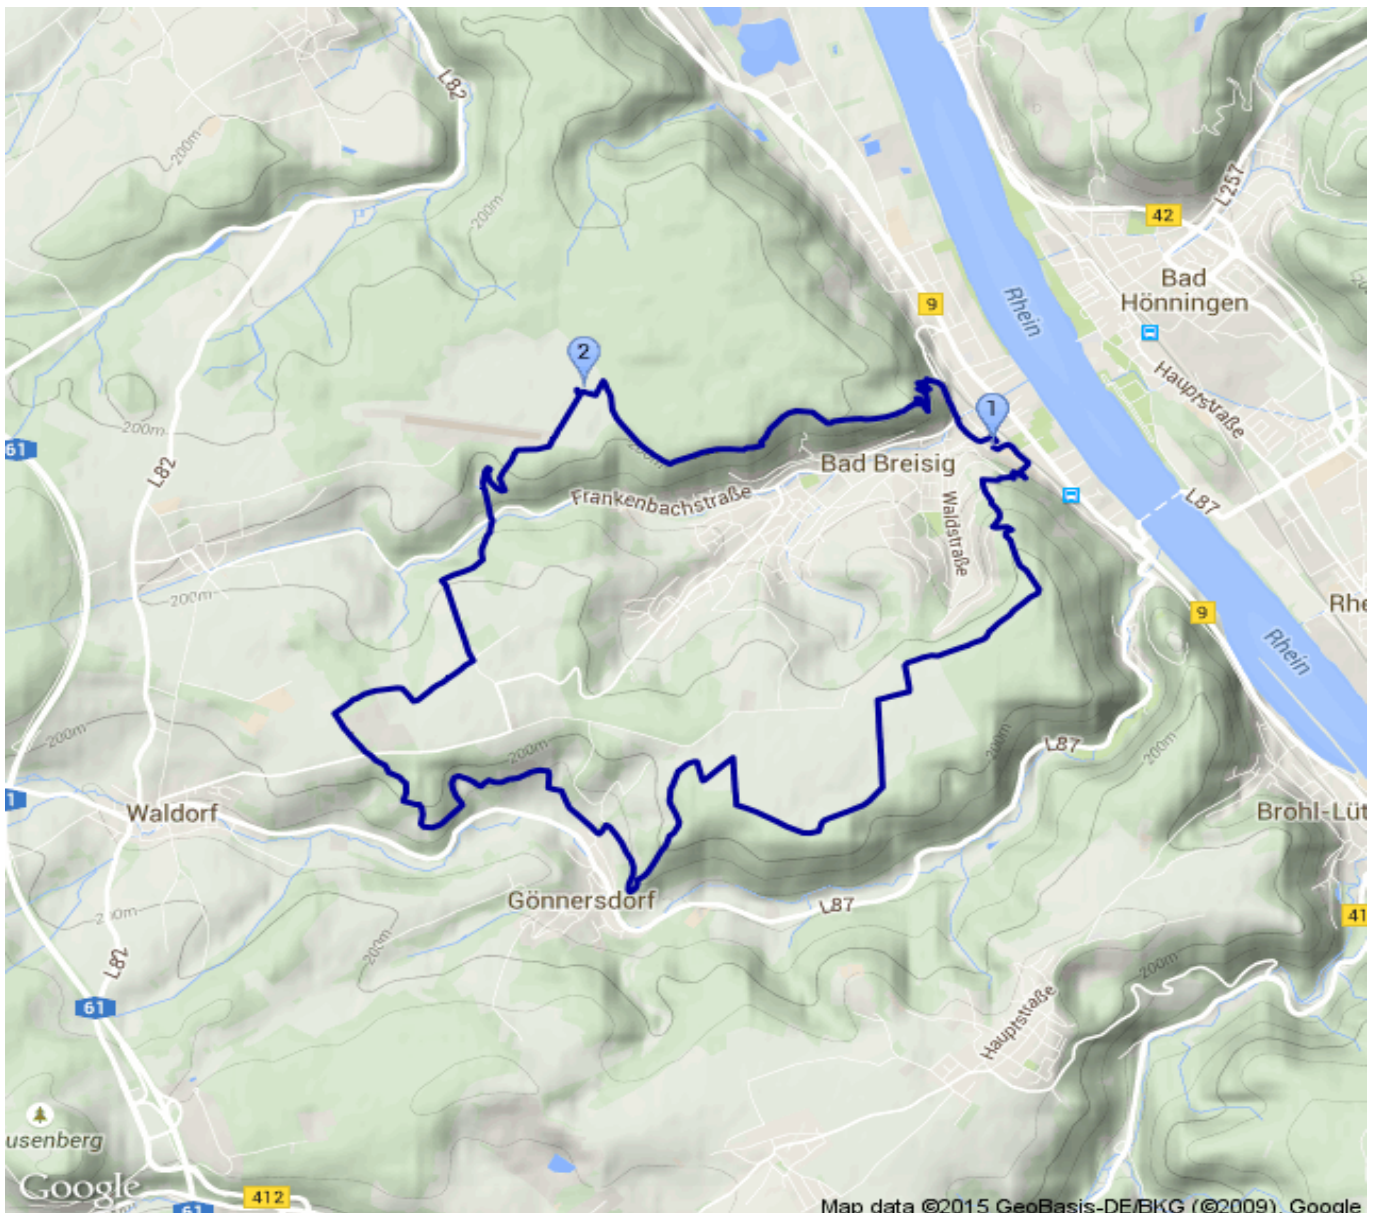 L82
200m
200m
L257
42
Bad
Hönningen
Rhein
9
2
Hauptstraße
1
200m
61
L82
200m
Bad Breisig
Frankenbachstraße
Waldstraße
L87
200m
9
Rhe
Rhein
200m
200m
200m
L87
200m
1
Waldorf
Brohl-Lüt
Gönnersdorf
L87
41
200m
L82
200m
61
Hauptstraße
usenberg
Google
412
61
Map data ©2015 GeoBasis-DE/BKG (©2009), Google